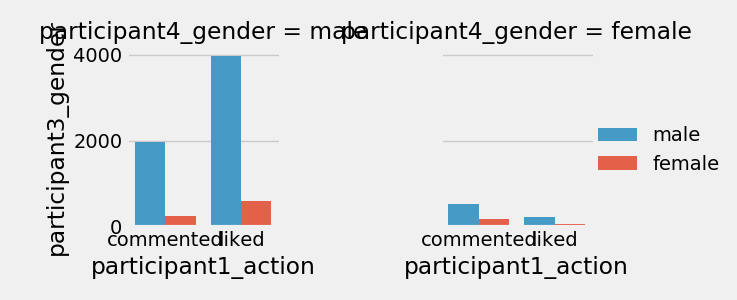 participant4_gender = male
participant4_gender = female
participant3_gender
4000
2000
0
commented
liked
commented
liked
participant1_action
participant1_action
male
female